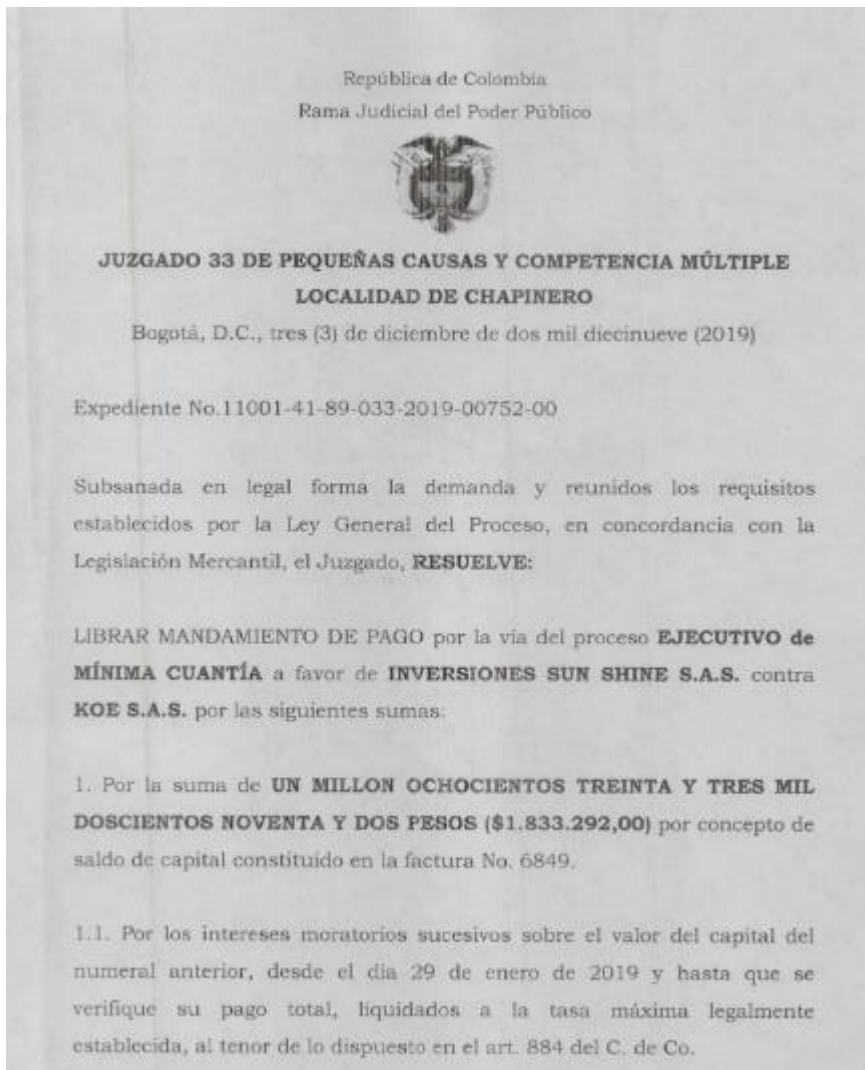 República de Colombia
Rama Judicial del Poder Público
JUZGADO 33 DE PEQUEÑAS CAUSAS Y COMPETENCIA MÚLTIPLE
LOCALIDAD DE CHAPINERO
Bogotá, D.C., tres (3) de diciembre de dos mil diecinueve (2019)
Expediente No.11001-41-89-033-2019-00752-00
Subsanada en legal forma la demanda y reunidos los requisitos
establecidos por la Ley General del Proceso, en concordancia con la
Legislación Mercantil, el Juzgado, RESUELVE:
LIBRAR MANDAMIENTO DE PAGO por la vía del proceso EJECUTIVO de
MÍNIMA CUANTÍA a favor de INVERSIONES SUN SHINE S.A.S. contra
KOE S.A.S. por las siguientes sumas:
1. Por la suma de UN MILLON OCHOCIENTOS TREINTA Y TRES MIL
DOSCIENTOS NOVENTA Y DOS PESOS ($1.833.292,00) por concepto de
saldo de capital constituido en la factura No. 6849.
1.1. Por los intereses moratorios sucesivos sobre el valor del capital del
numeral anterior, desde el día 29 de enero de 2019 y hasta que se
verifique su pago total, liquidados a la tasa máxima legalmente
establecida, al tenor de lo dispuesto en el art. 884 del C. de Co.